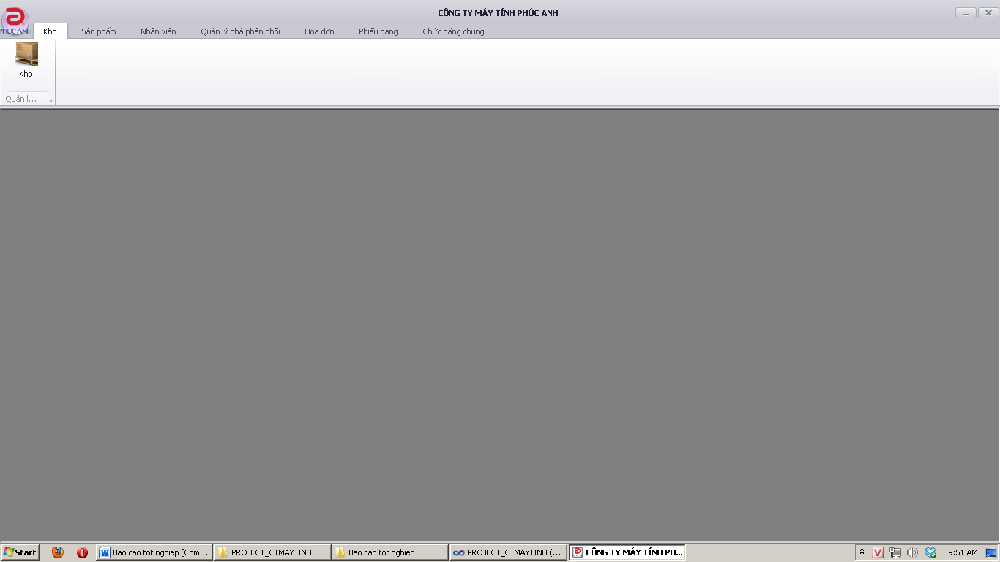 CÔNG TY MÁY TÍNH PHÚC ANH
PHUCANH
Kho Sản phẩm Nhân viên Quản lý nhà phân phối Hóa đơn Phiếu hàng Chức năng chung
Kho
Quản l...
Start Bao cao tot nghiep [Com... PROJECT_CTMAYTINH Bao cao tot nghiep PROJECT_CTMAYTINH (... CÔNG TY MÁY TÍNH PH... 9:51 AM